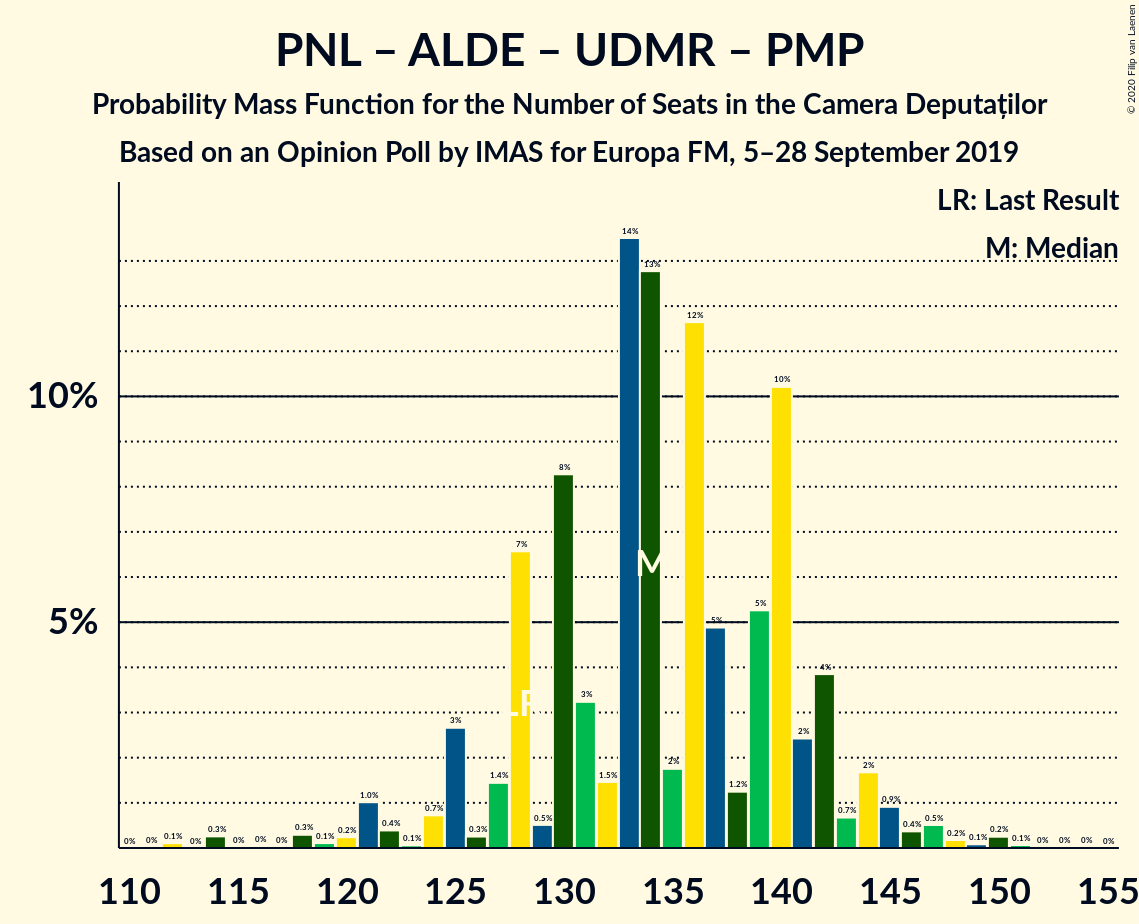 PNL – ALDE – UDMR – PMP
Probability Mass Function for the Number of Seats in the Camera Deputaților
Based on an Opinion Poll by IMAS for Europa FM, 5–28 September 2019
© 2020 Filip van Laenen
LR: Last Result
M: Median
10%
5%
0% 0% 0.1% 0% 0.3% 0% 0% 0% 0.3% 0.1% 0.2% 1.0% 0.4% 0.1% 0.7% 3% 0.3% 1.4% 7% 0.5% 8% 3% 1.5% 14% 13% 2% 12% 5% 1.2% 5% 10% 2% 4% 0.7% 2% 0.9% 0.4% 0.5% 0.2% 0.1% 0.2% 0.1% 0% 0% 0% 0%
LR
M
110 115 120 125 130 135 140 145 150 155